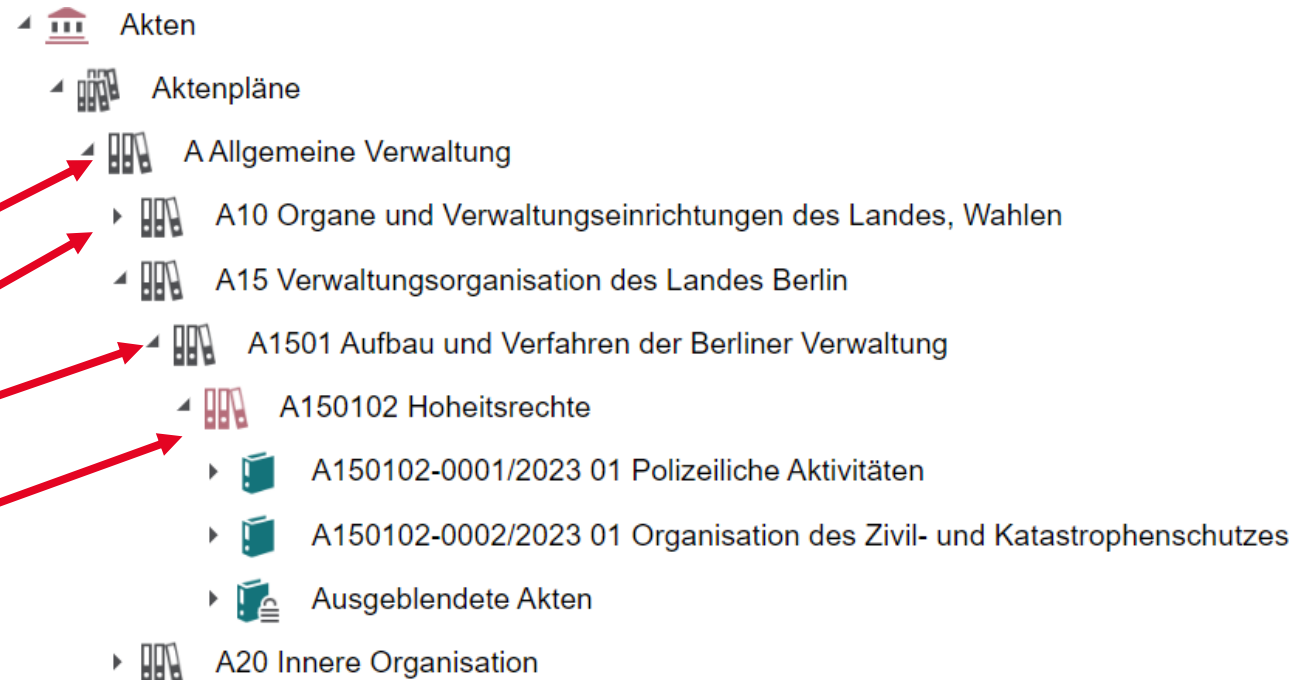 Akten
Aktenpläne
A Allgemeine Verwaltung
A10 Organe und Verwaltungseinrichtungen des Landes, Wahlen
A15 Verwaltungsorganisation des Landes Berlin
A1501 Aufbau und Verfahren der Berliner Verwaltung
A150102 Hoheitsrechte
A150102-0001/2023 01 Polizeiliche Aktivitäten
A150102-0002/2023 01 Organisation des Zivil- und Katastrophenschutzes
Ausgeblendete Akten
A20 Innere Organisation